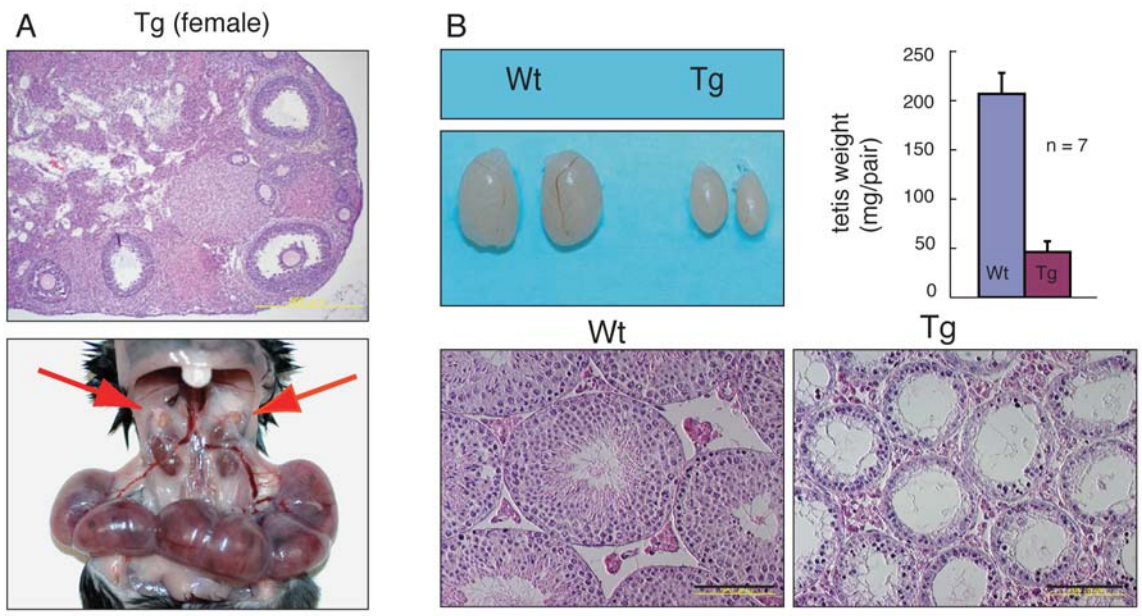 A
Tg (female)
B
Wt
Tg
tetis weight
(mg/pair)
250
200
150
100
50
0
n = 7
Wt
Tg
Wt
Tg